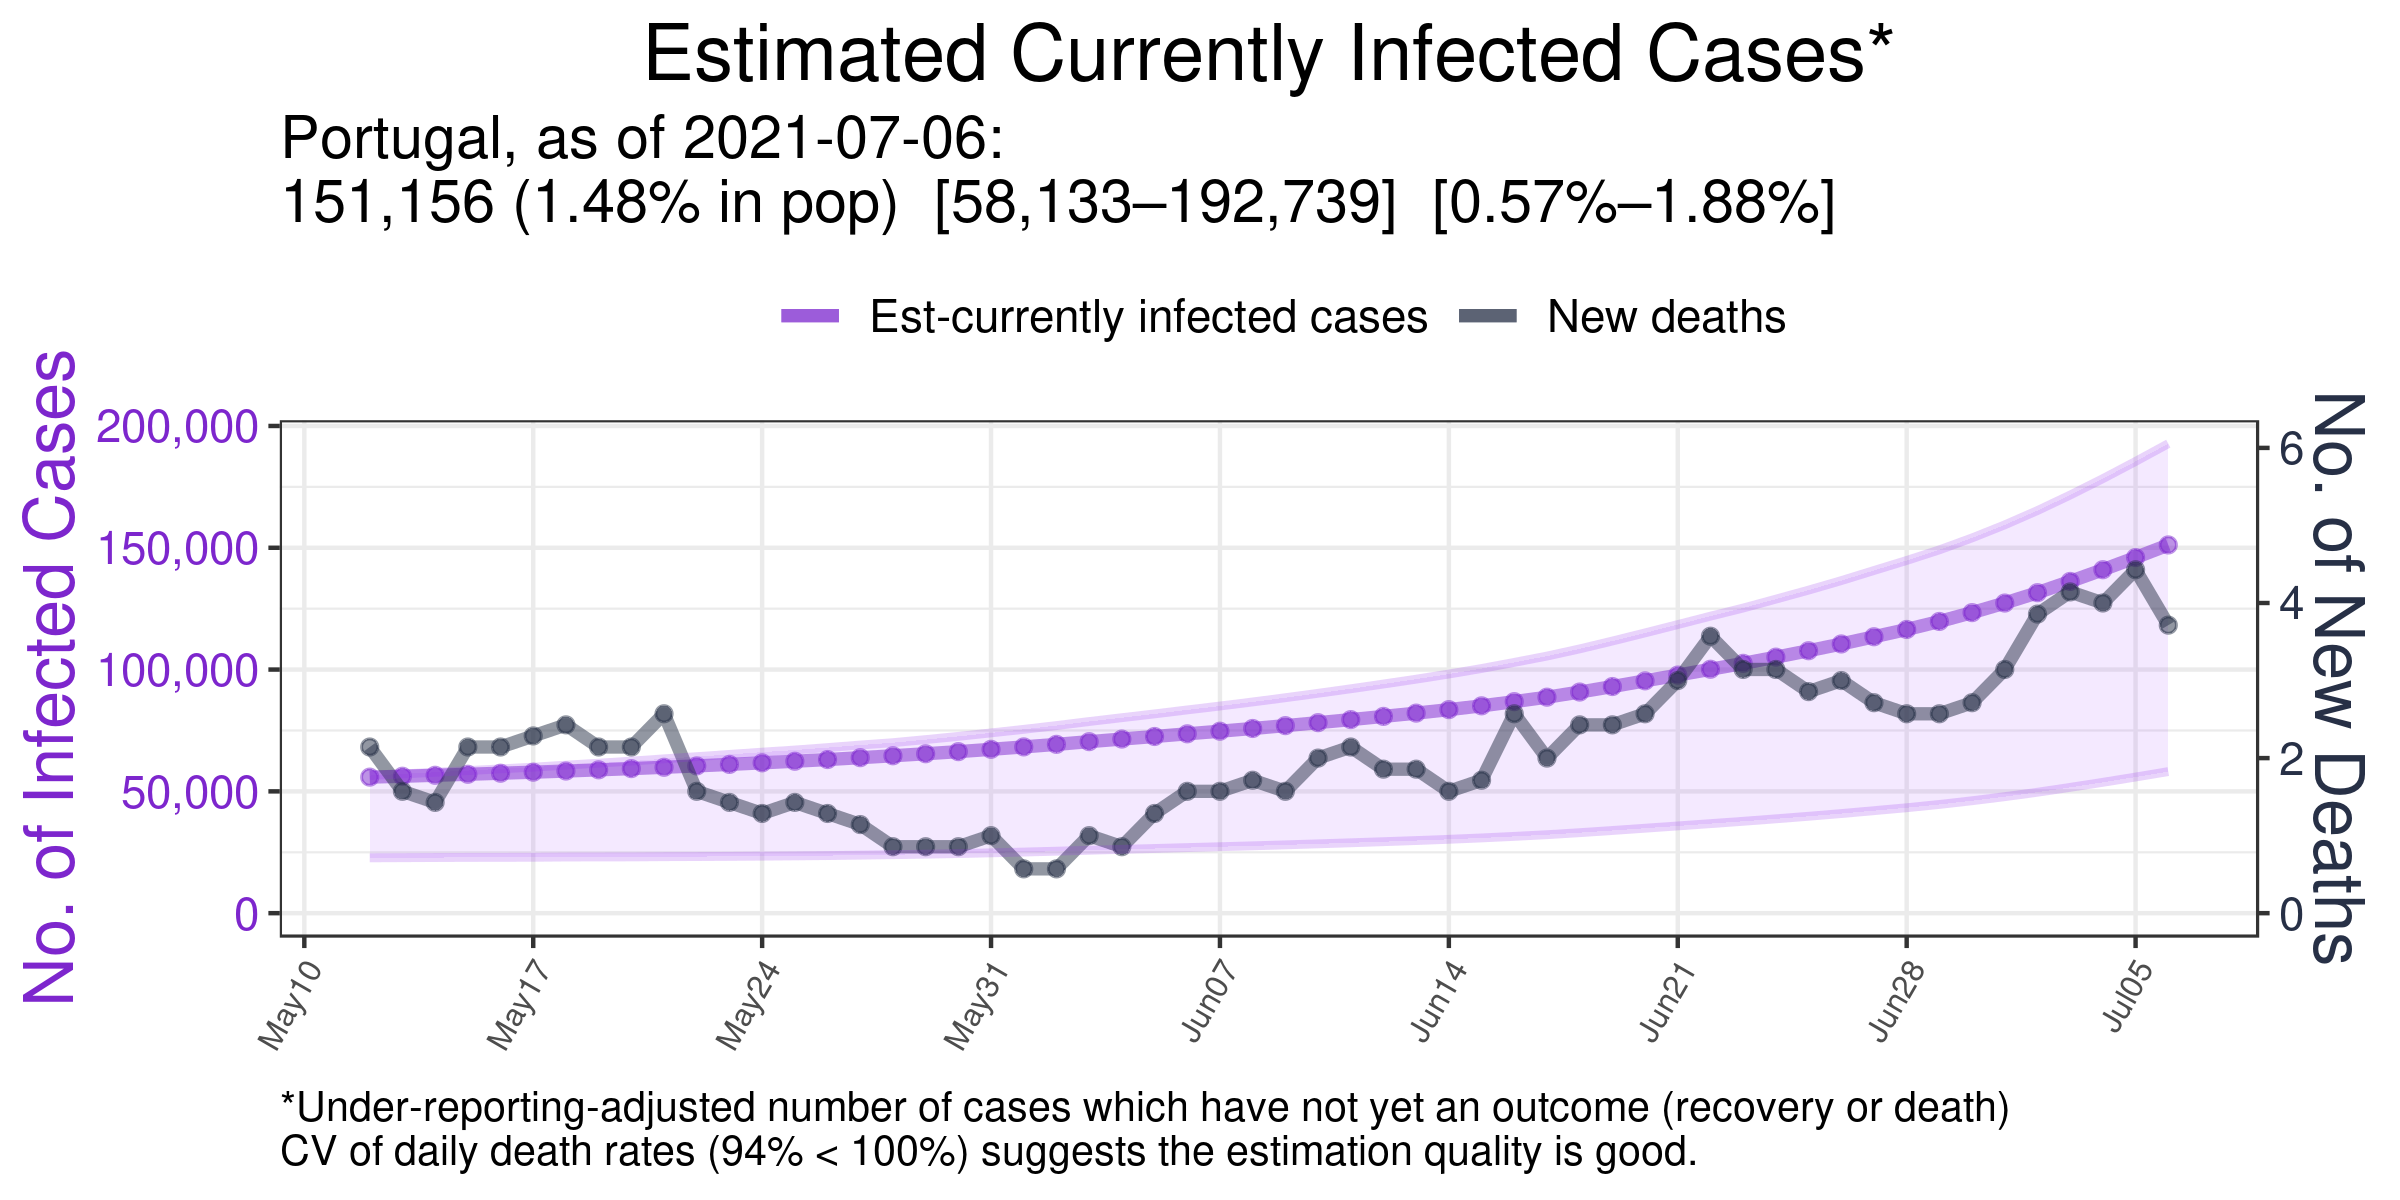 Estimated Currently Infected Cases*
Portugal, as of 2021-07-06:
151,156 (1.48% in pop)  [58,133–192,739]  [0.57%–1.88%]
Est-currently infected cases
New deaths
No. of Infected Cases
200,000
150,000
100,000
50,000
0
6
4
2
0
No. of New Deaths
May10
May17
May24
May31
Jun07
Jun14
Jun21
Jun28
Jul05
*Under-reporting-adjusted number of cases which have not yet an outcome (recovery or death)
CV of daily death rates (94% < 100%) suggests the estimation quality is good.